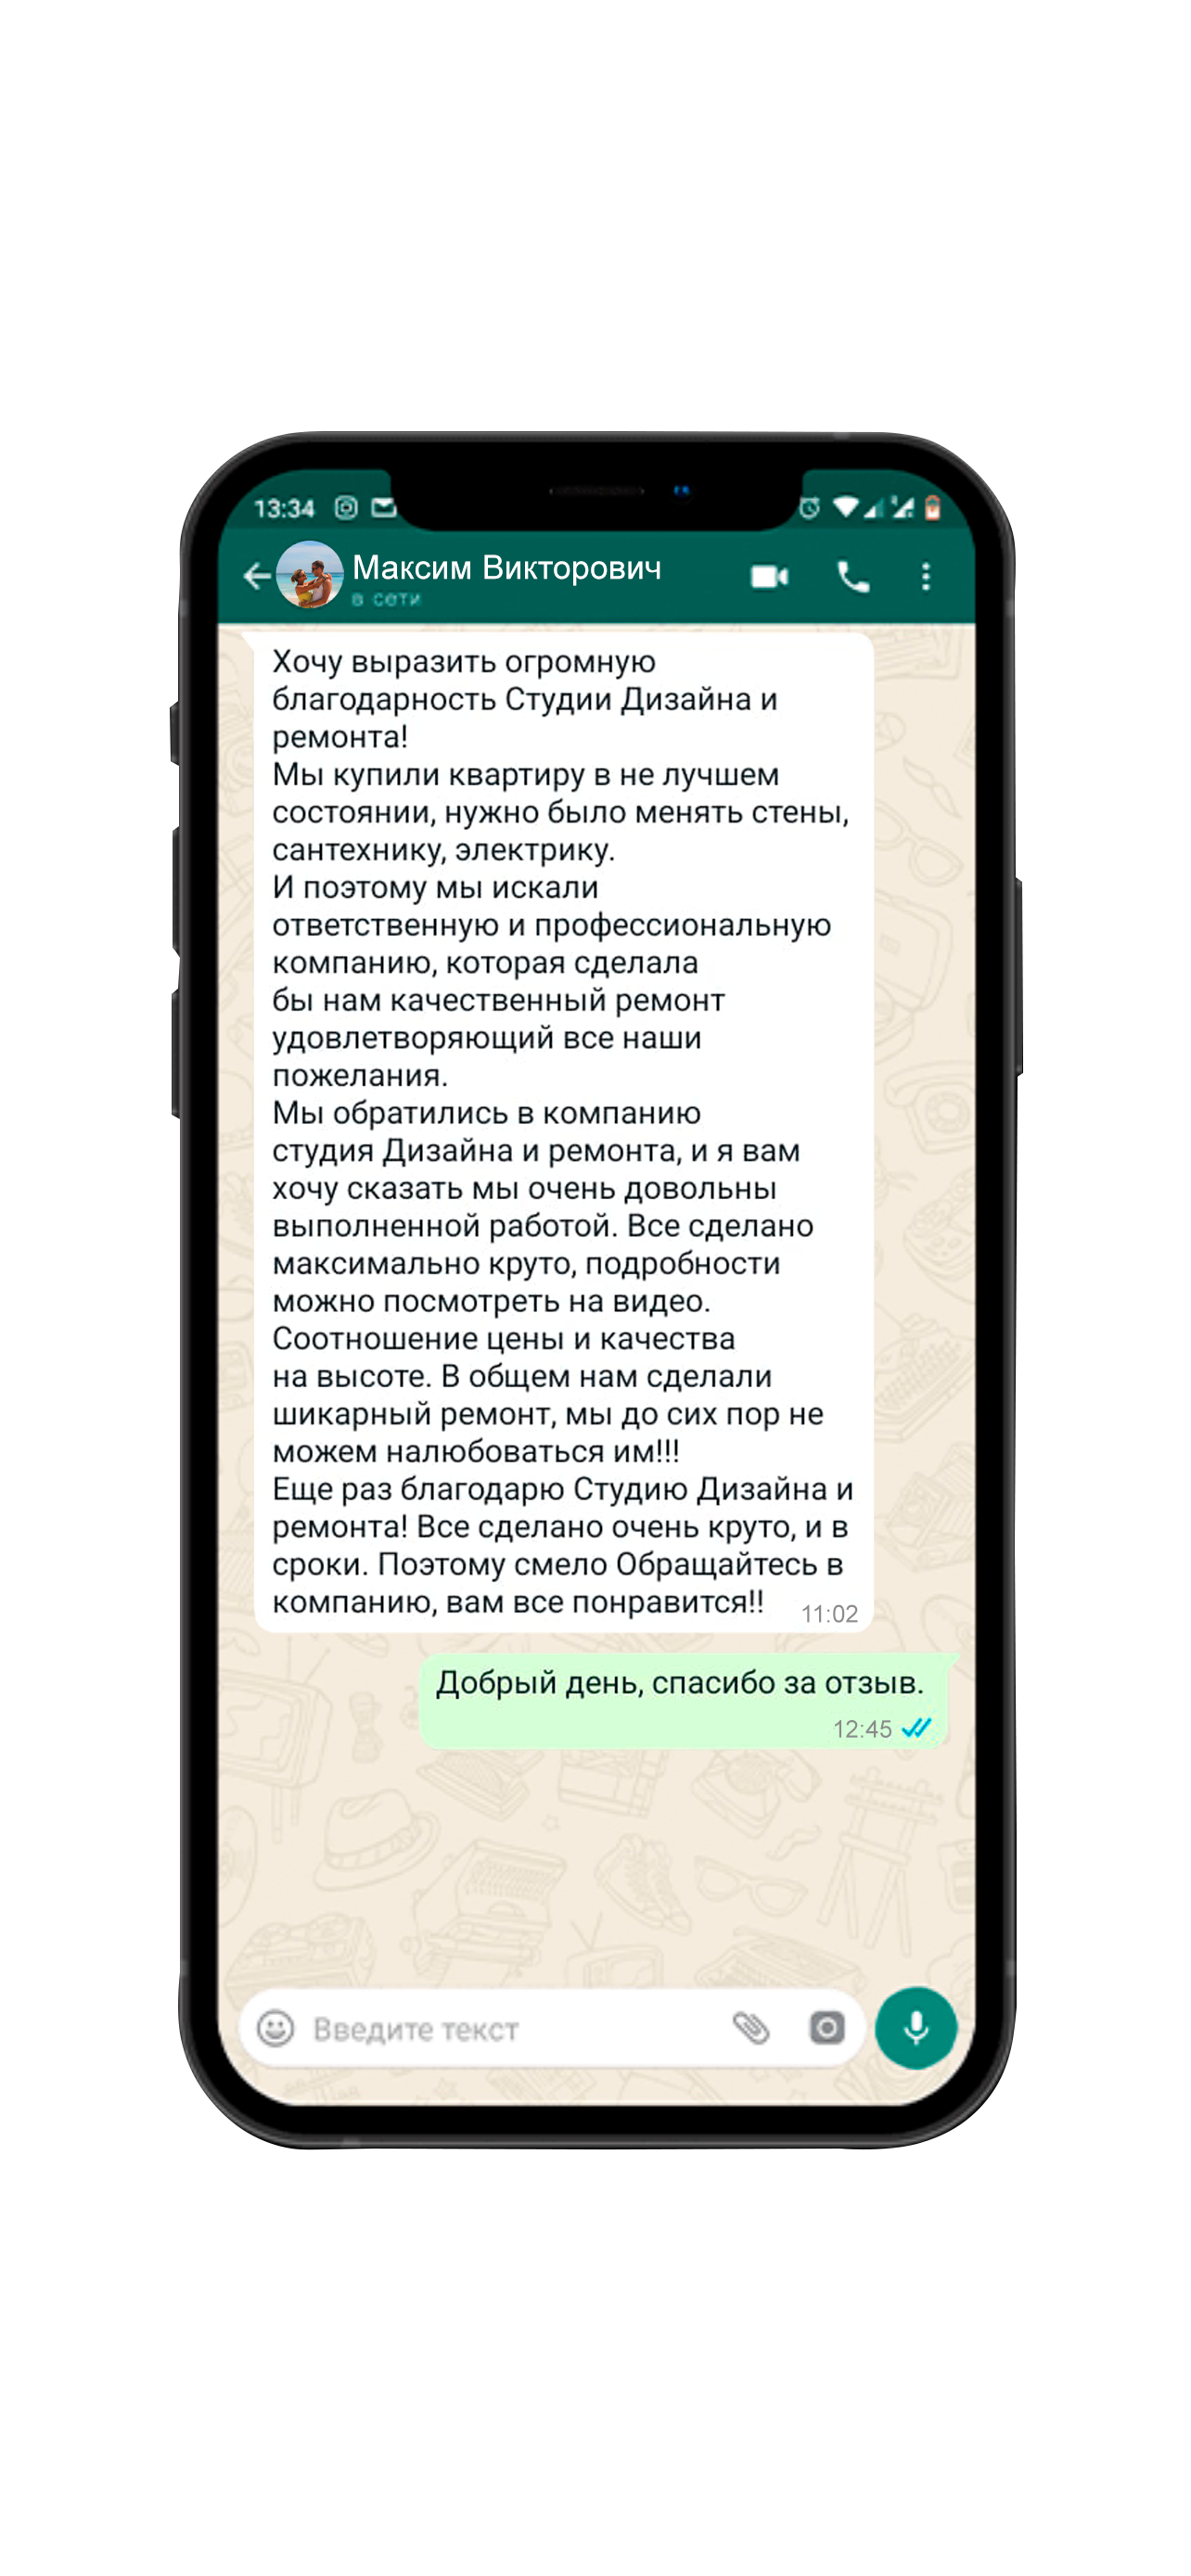 13:34
Максим Викторович
в сети
Хочу выразить огромную
благодарность Студии Дизайна и
ремонта!
Мы купили квартиру в не лучшем
состоянии, нужно было менять стены,
сантехнику, электрику.
И поэтому мы искали
ответственную и профессиональную
компанию, которая сделала
бы нам качественный ремонт
удовлетворяющий все наши
пожелания.
Мы обратились в компанию
студия Дизайна и ремонта, и я вам
хочу сказать мы очень довольны
выполненной работой. Все сделано
максимально круто, подробности
можно посмотреть на видео.
Соотношение цены и качества
на высоте. В общем нам сделали
шикарный ремонт, мы до сих пор не
можем налюбоваться им!!!
Еще раз благодарю Студию Дизайна и
ремонта! Все сделано очень круто, и в
сроки. Поэтому смело Обращайтесь в
компанию, вам все понравится!!
11:02
Добрый день, спасибо за отзыв.
12:45
Введите текст